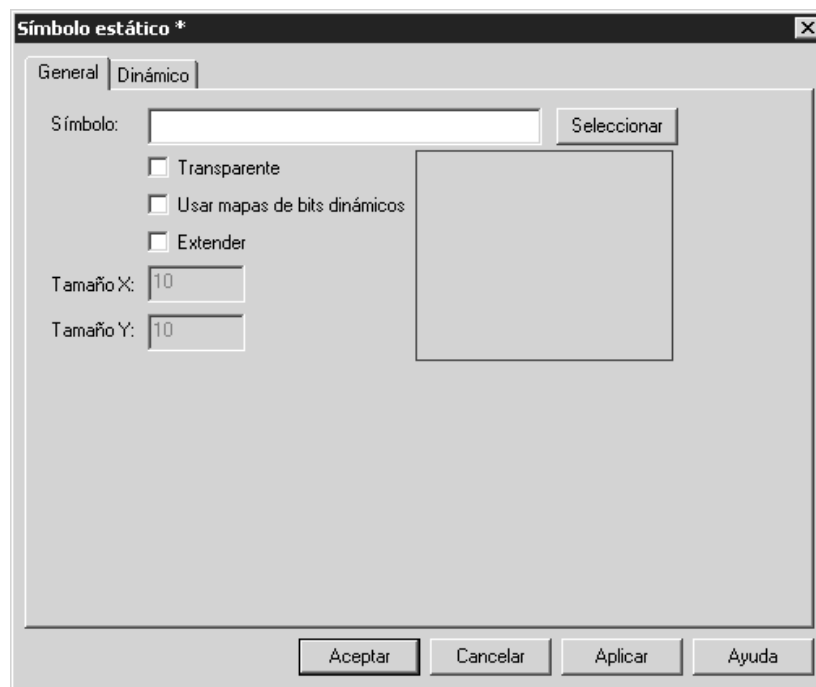 Símbolo estático *
General Dinámico
Símbolo: Seleccionar
Transparente
Usar mapas de bits dinámicos
Extender
Tamaño X: 10
Tamaño Y: 10
Aceptar Cancelar Aplicar Ayuda